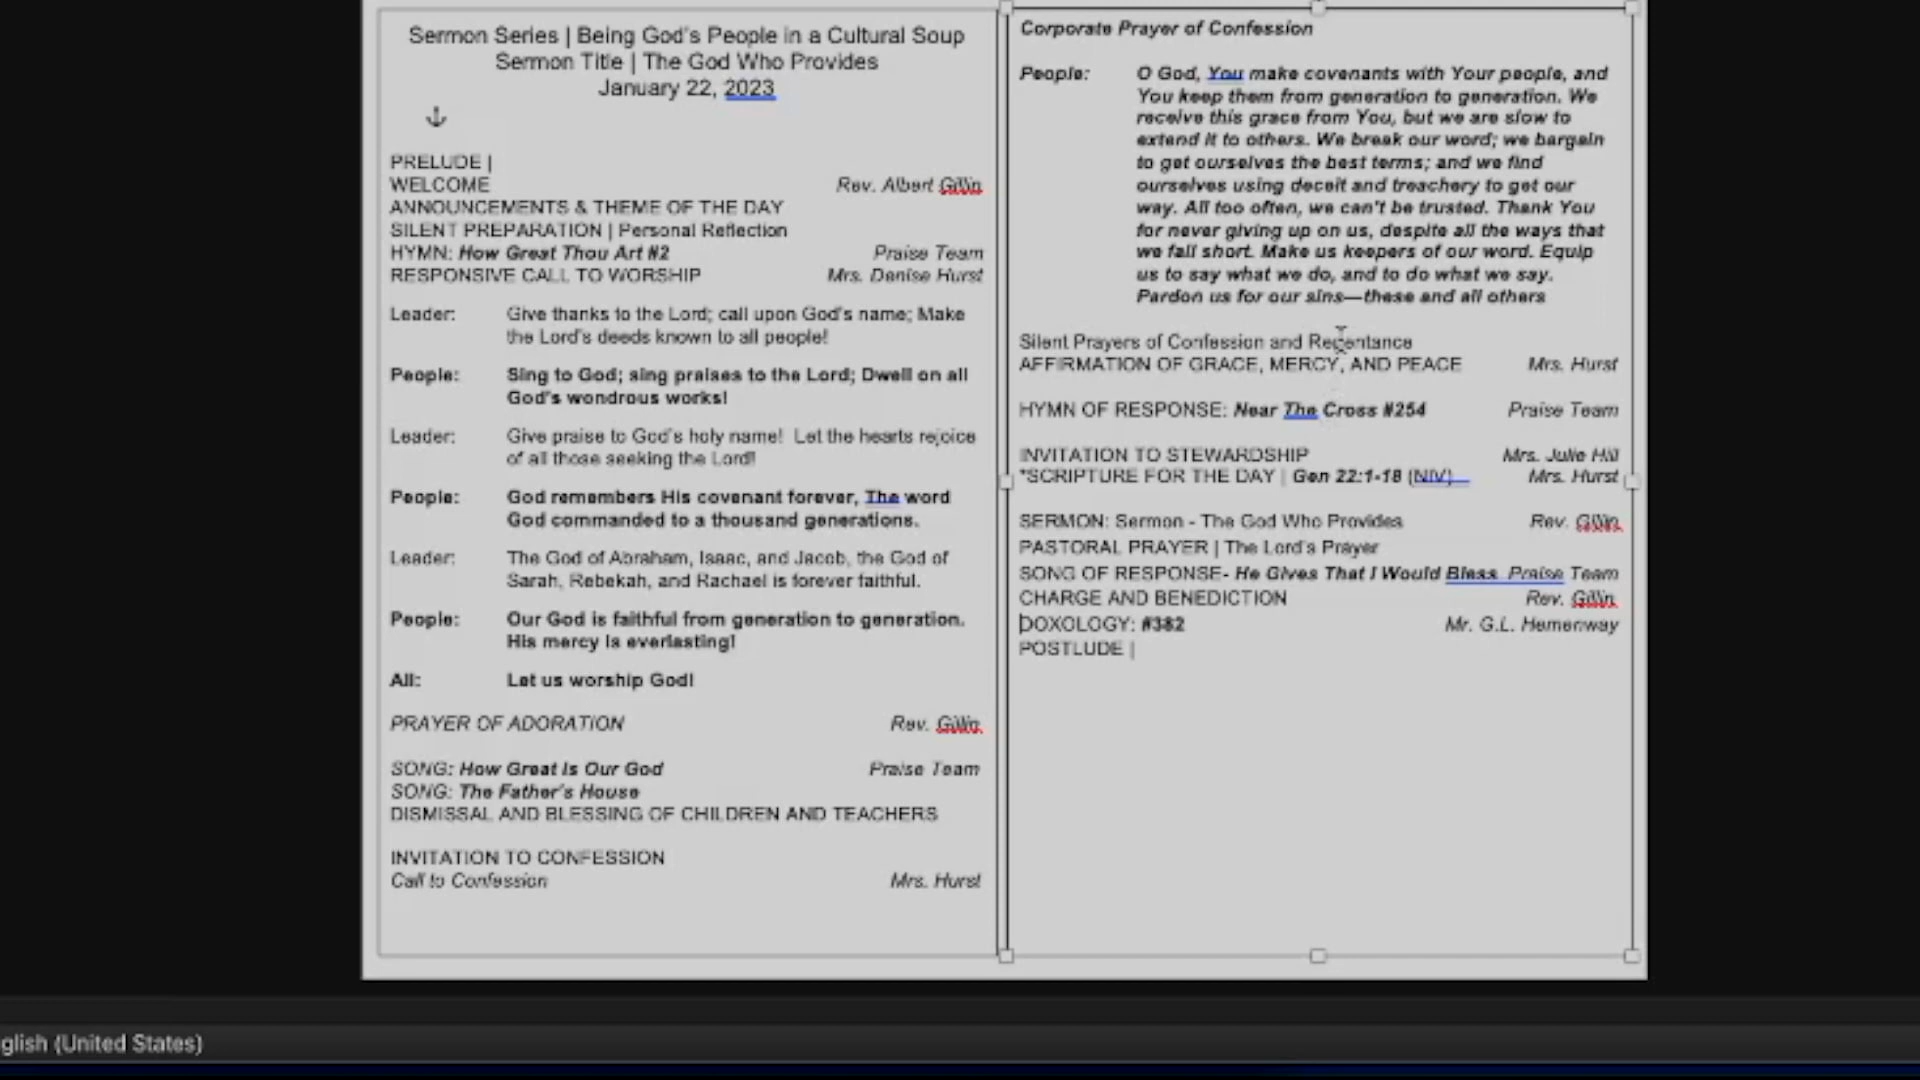 Sermon Series | Being God's People in a Cultural Soup
Sermon Title | The God Who Provides
January 22, 2023
PRELUDE |
WELCOME Rev. Albert Gillin
ANNOUNCEMENTS & THEME OF THE DAY
SILENT PREPARATION | Personal Reflection
HYMN: How Great Thou Art #2 Praise Team
RESPONSIVE CALL TO WORSHIP Mrs. Denise Hurst
Leader: Give thanks to the Lord; call upon God's name; Make
the Lord's deeds known to all people!
People: Sing to God; sing praises to the Lord; Dwell on all
God's wondrous works!
Leader: Give praise to God's holy name! Let the hearts rejoice
of all those seeking the Lord!
People: God remembers His covenant forever, The word
God commanded to a thousand generations.
Leader: The God of Abraham, Isaac, and Jacob, the God of
Sarah, Rebekah, and Rachael is forever faithful.
People: Our God is faithful from generation to generation.
His mercy is everlasting!
All: Let us worship God!
PRAYER OF ADORATION Rev. Gillin
SONG: How Great Is Our God Praise Team
SONG: The Father's House
DISMISSAL AND BLESSING OF CHILDREN AND TEACHERS
INVITATION TO CONFESSION
Call to Confession Mrs. Hurst
Corporate Prayer of Confession
People: O God, You make covenants with Your people, and
You keep them from generation to generation. We
receive this grace from You, but we are slow to
extend it to others. We break our word; we bargain
to get ourselves the best terms; and we find
ourselves using deceit and treachery to get our
way. All too often, we can't be trusted. Thank You
for never giving up on us, despite all the ways that
we fall short. Make us keepers of our word. Equip
us to say what we do, and to do what we say.
Pardon us for our sins—these and all others
Silent Prayers of Confession and Repentance
AFFIRMATION OF GRACE, MERCY, AND PEACE Mrs. Hurst
HYMN OF RESPONSE: Near The Cross #254 Praise Team
INVITATION TO STEWARDSHIP Mrs. Julie Hill
*SCRIPTURE FOR THE DAY | Gen 22:1-18 (NIV) Mrs. Hurst
SERMON: Sermon - The God Who Provides Rev. Gillin
PASTORAL PRAYER | The Lord's Prayer
SONG OF RESPONSE- He Gives That I Would Bless Praise Team
CHARGE AND BENEDICTION Rev. Gillin
DOXOLOGY: #382 Mr. G.L. Hemenway
POSTLUDE |
glish (United States)